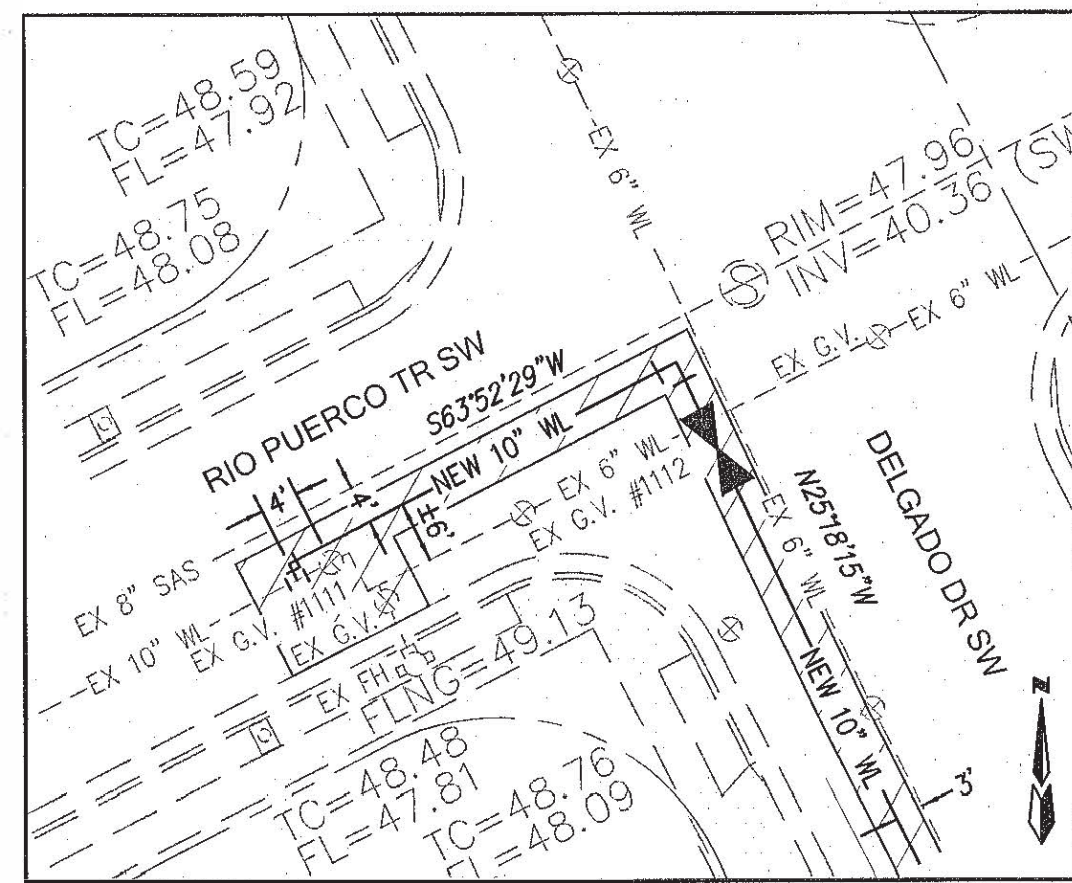 TC=48.59
FL=47.92
TC=48.75
FL=48.08
EX 6" WL
RIM=47.96
INV=40.36 (SW
EX G.V.
EX 6" WL
RIO PUERCO TR SW
S63°52'29"W
NEW 10" WL
4'
4'
±6'
EX 6" WL
EX G.V. #1112
EX 8" SAS
EX 10" WL
EX G.V. #1111
EX G.V.
EX FH
FLNG=49.13
TC=48.48
FL=47.81
TC=48.76
FL=48.09
N25°18'15"W
EX 6" WL
DELGADO DR SW
NEW 10" WL
3'